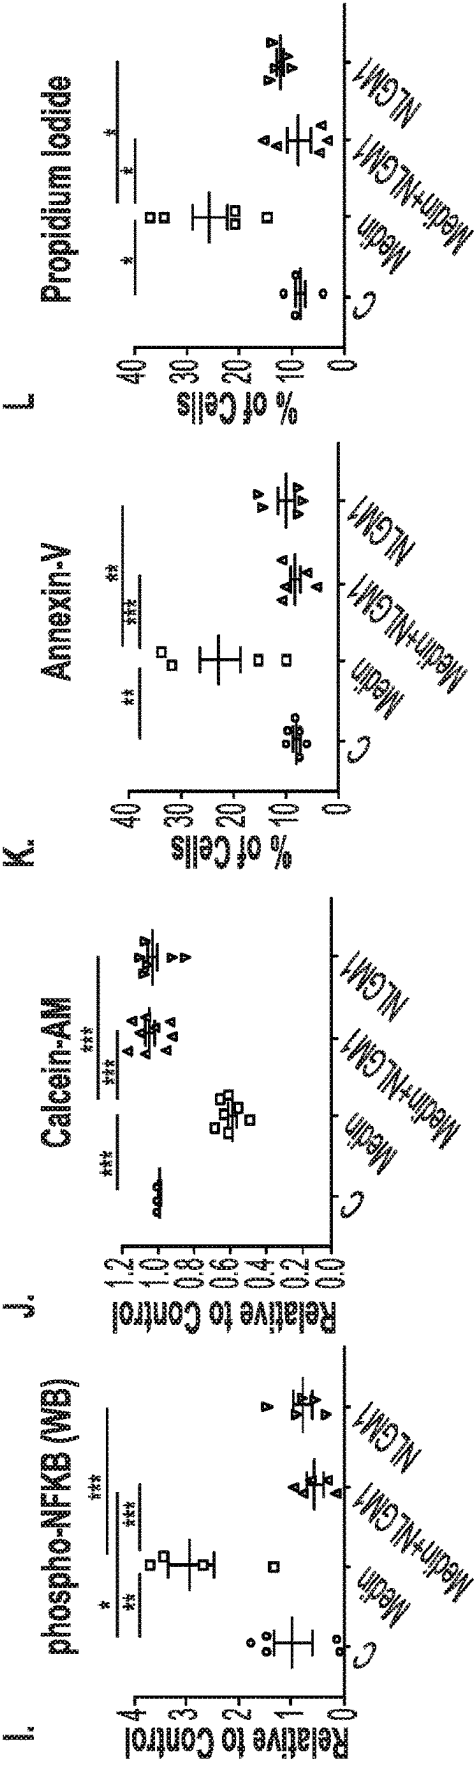 I.
phospho-NFKB (WB)
Relative to Control
4
3
2
1
0
*
**
***
***
C
Medin
Medin+NLGM1
NLGM1
J.
Calcein-AM
Relative to Control
1.2
1.0
0.8
0.6
0.4
0.2
0.0
***
***
***
C
Medin
Medin+NLGM1
NLGM1
K.
Annexin-V
% of Cells
40
30
20
10
0
**
***
**
C
Medin
Medin+NLGM1
NLGM1
L
Propidium Iodide
% of Cells
40
30
20
10
0
*
*
*
C
Medin
Medin+NLGM1
NLGM1